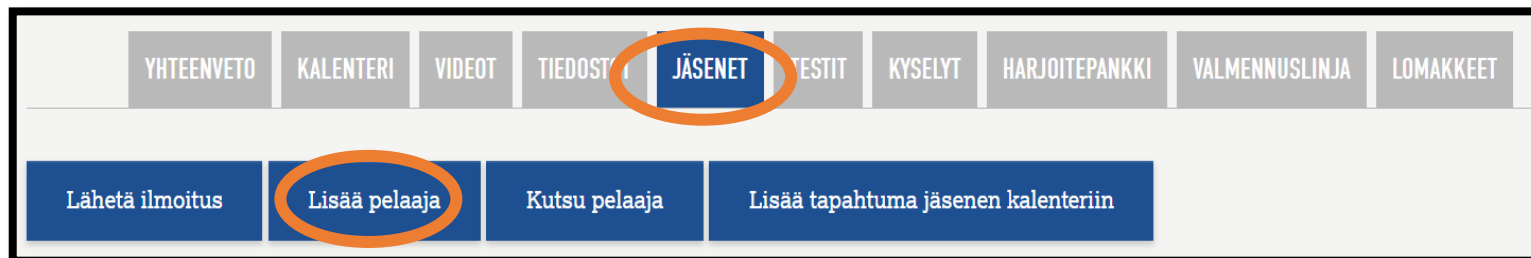 YHTEENVETO KALENTERI VIDEOT TIEDOSTOT JÄSENET TESTIT KYSELYT HARJOITEPANKKI VALMENNUSLINJA LOMAKKEET
Lähetä ilmoitus Lisää pelaaja Kutsu pelaaja Lisää tapahtuma jäsenen kalenteriin